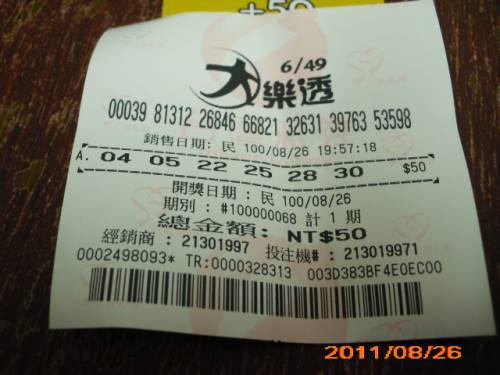 +50
6/49
大樂透
00039 81312 26846 66821 32631 39763 53598
銷售日期: 民 100/08/26 19:57:18
A. 04 05 22 25 28 30 $50
開獎日期 : 民 100/08/26
期別 : #100000068 計 1 期
總金額: NT$50
經銷商 : 21301997 投注機# : 213019971
0002498093* TR:0000328313 003D383BF4E0EC00
2011/08/26